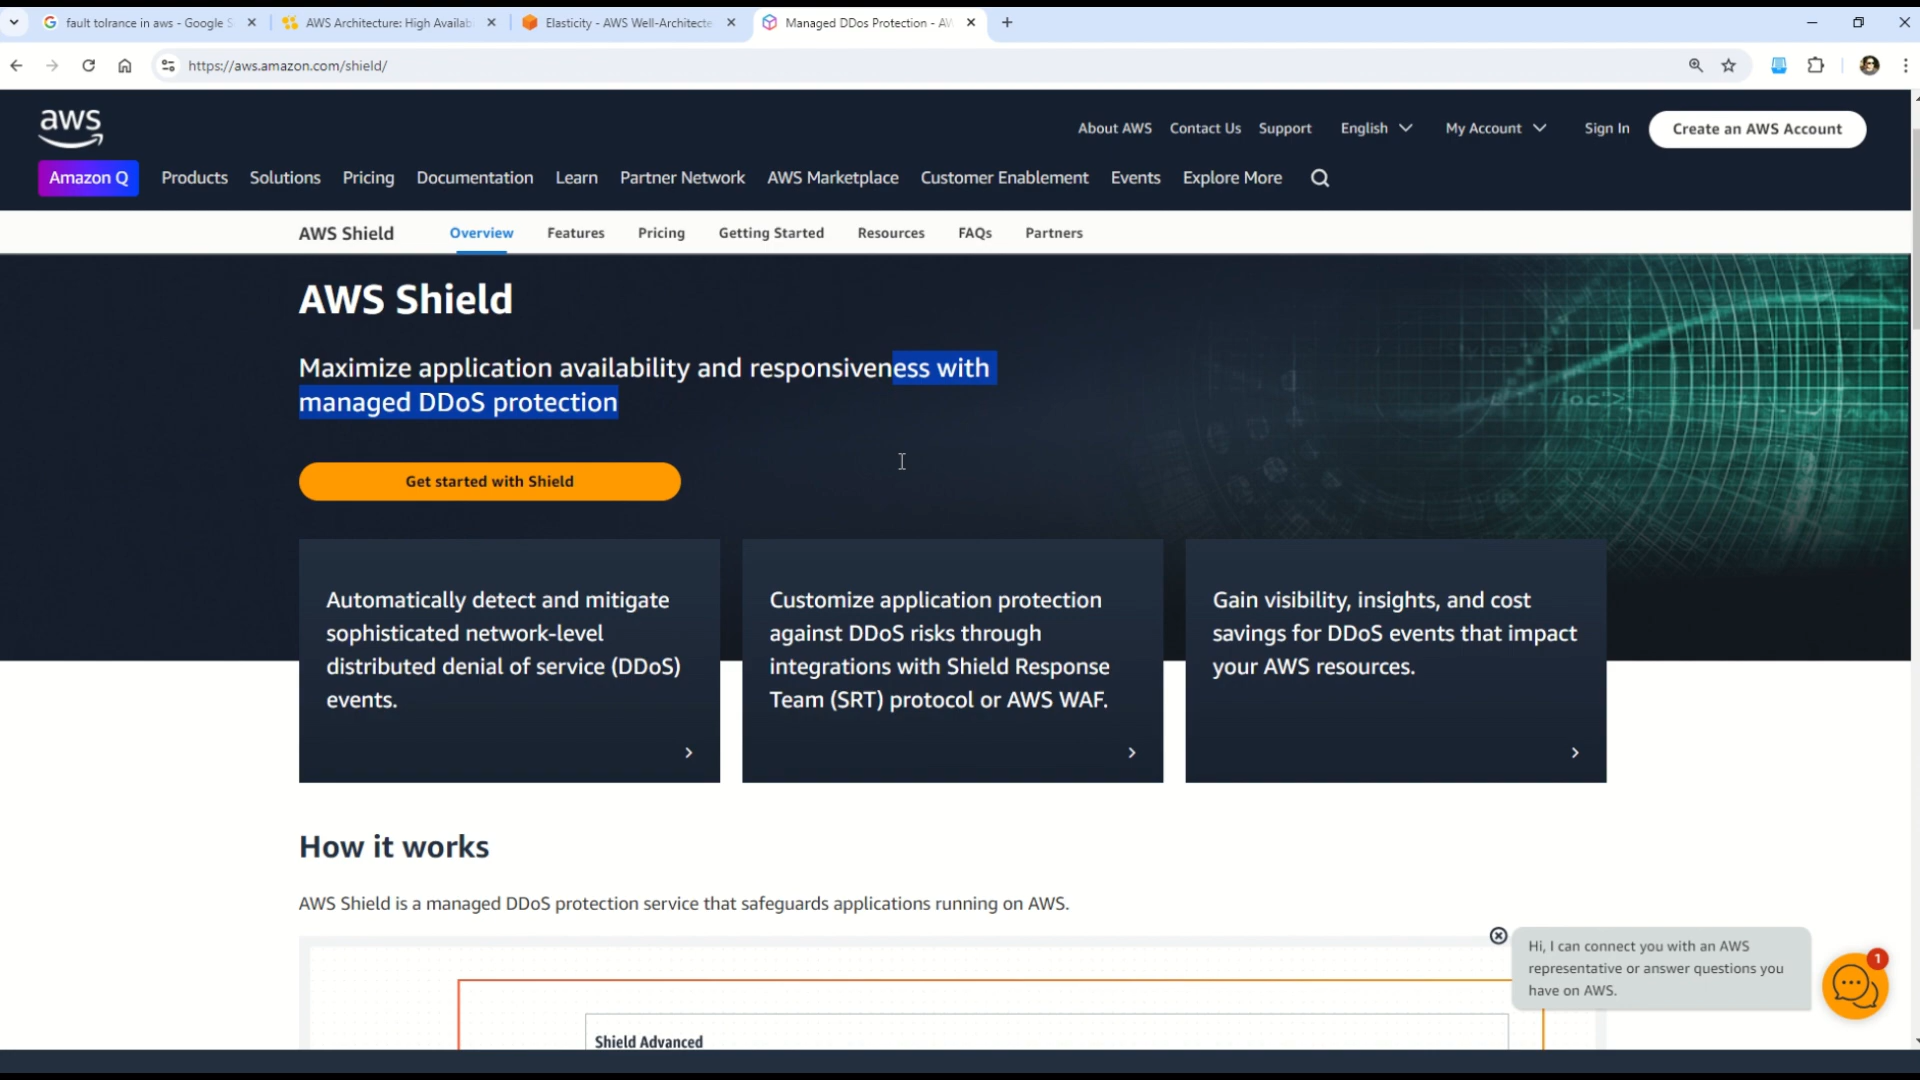 fault tolrance in aws - Google S
AWS Architecture: High Availab
Elasticity - AWS Well-Architecte
Managed DDos Protection - AW
https://aws.amazon.com/shield/
aws
About AWS
Contact Us
Support
English
My Account
Sign In
Create an AWS Account
Amazon Q
Products
Solutions
Pricing
Documentation
Learn
Partner Network
AWS Marketplace
Customer Enablement
Events
Explore More
AWS Shield
Overview
Features
Pricing
Getting Started
Resources
FAQs
Partners
AWS Shield
Maximize application availability and responsiveness with
managed DDoS protection
Get started with Shield
Automatically detect and mitigate
sophisticated network-level
distributed denial of service (DDoS)
events.
Customize application protection
against DDoS risks through
integrations with Shield Response
Team (SRT) protocol or AWS WAF.
Gain visibility, insights, and cost
savings for DDoS events that impact
your AWS resources.
How it works
AWS Shield is a managed DDoS protection service that safeguards applications running on AWS.
Shield Advanced
Hi, I can connect you with an AWS
representative or answer questions you
have on AWS.
1